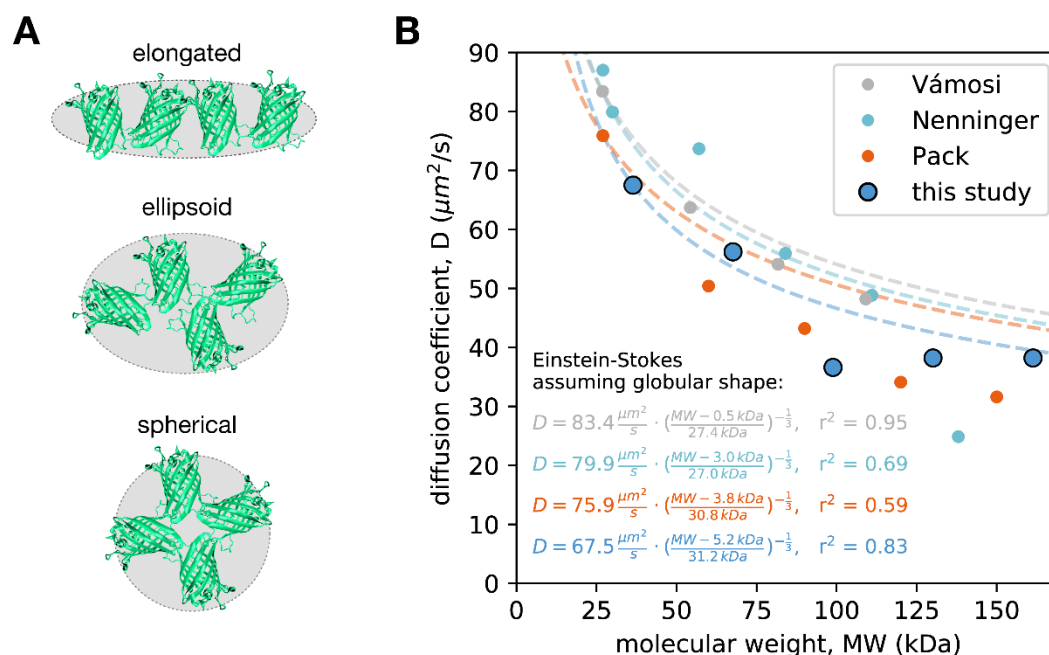 A
elongated
ellipsoid
spherical
B
90
80
70
60
50
40
30
20
10
0
diffusion coefficient, D (μm²/s)
Vámosi
Nenninger
Pack
this study
Einstein-Stokes
assuming globular shape:
D = 83.4 μm²/s · ((MW − 0.5 kDa)/27.4 kDa)^(−1/3), r² = 0.95
D = 79.9 μm²/s · ((MW − 3.0 kDa)/27.0 kDa)^(−1/3), r² = 0.69
D = 75.9 μm²/s · ((MW − 3.8 kDa)/30.8 kDa)^(−1/3), r² = 0.59
D = 67.5 μm²/s · ((MW − 5.2 kDa)/31.2 kDa)^(−1/3), r² = 0.83
0 25 50 75 100 125 150
molecular weight, MW (kDa)